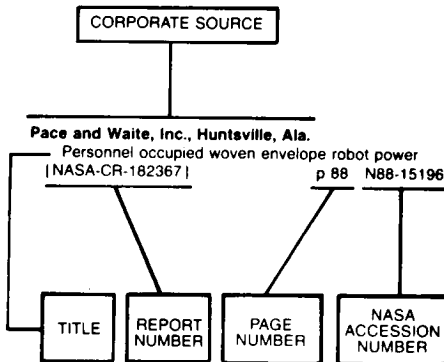 CORPORATE SOURCE
Pace and Waite, Inc., Huntsville, Ala.
Personnel occupied woven envelope robot power
[NASA-CR-182367] p 88 N88-15196
TITLE
REPORT
NUMBER
PAGE
NUMBER
NASA
ACCESSION
NUMBER